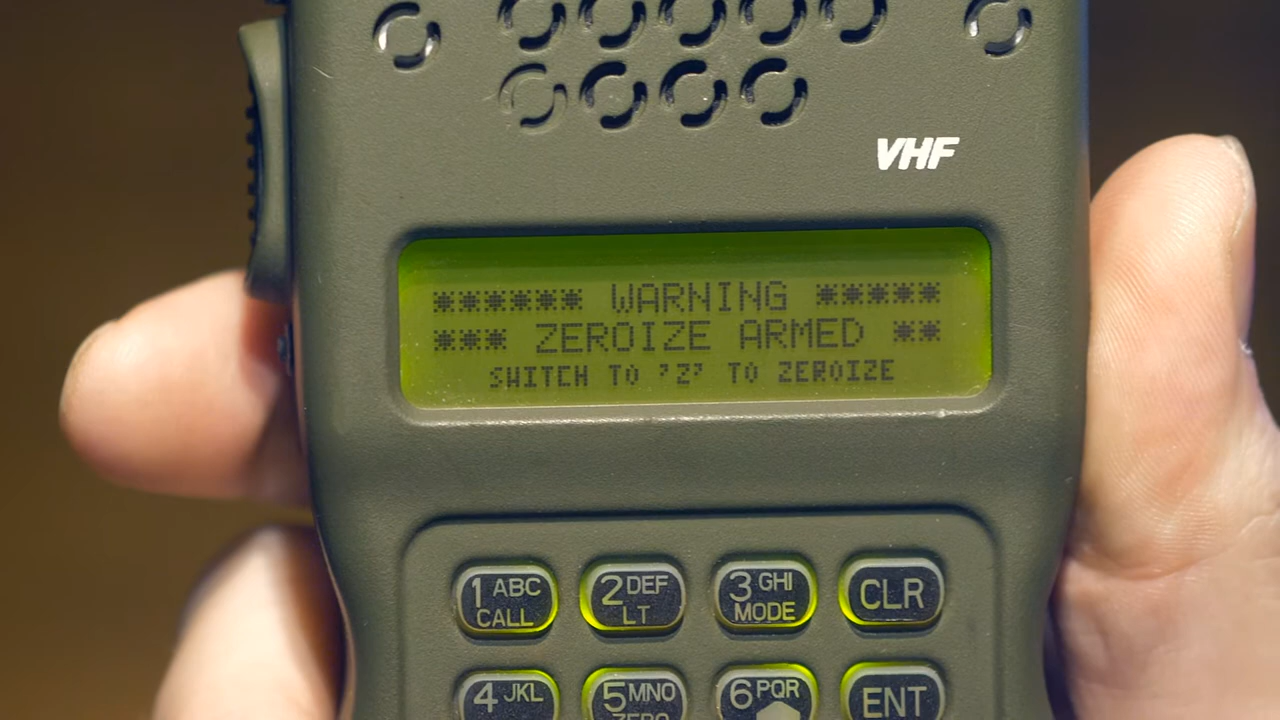 VHF
****** WARNING *****
*** ZEROIZE ARMED **
SWITCH TO 'Z' TO ZEROIZE
1 ABC CALL
2 DEF LT
3 GHI MODE
CLR
4 JKL
5 MNO ZERO
6 PQR
ENT